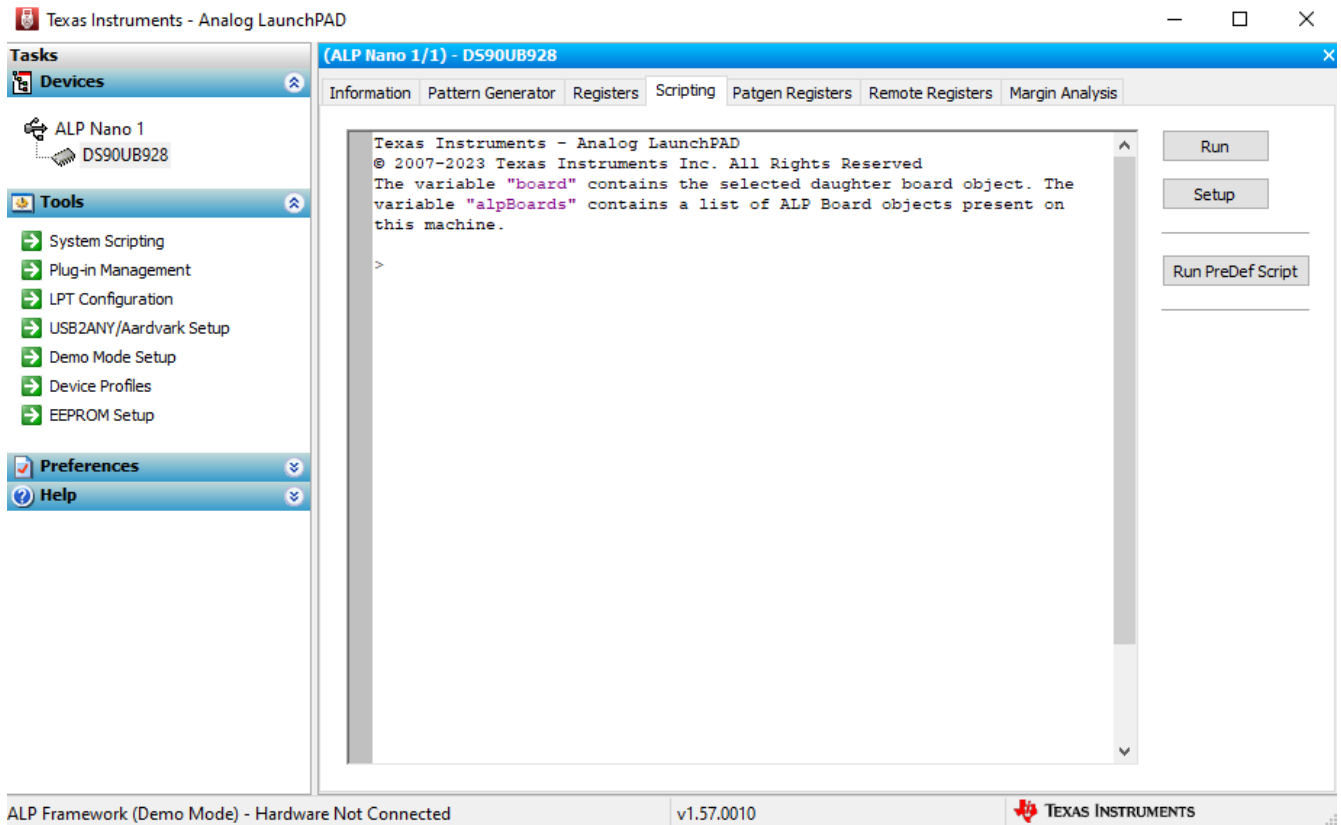 Texas Instruments - Analog LaunchPAD
Tasks
Devices
ALP Nano 1
DS90UB928
Tools
System Scripting
Plug-in Management
LPT Configuration
USB2ANY/Aardvark Setup
Demo Mode Setup
Device Profiles
EEPROM Setup
Preferences
Help
(ALP Nano 1/1) - DS90UB928
Information Pattern Generator Registers Scripting Patgen Registers Remote Registers Margin Analysis
Texas Instruments - Analog LaunchPAD
© 2007-2023 Texas Instruments Inc. All Rights Reserved
The variable "board" contains the selected daughter board object. The
variable "alpBoards" contains a list of ALP Board objects present on
this machine.
>
Run
Setup
Run PreDef Script
ALP Framework (Demo Mode) - Hardware Not Connected
v1.57.0010
TEXAS INSTRUMENTS